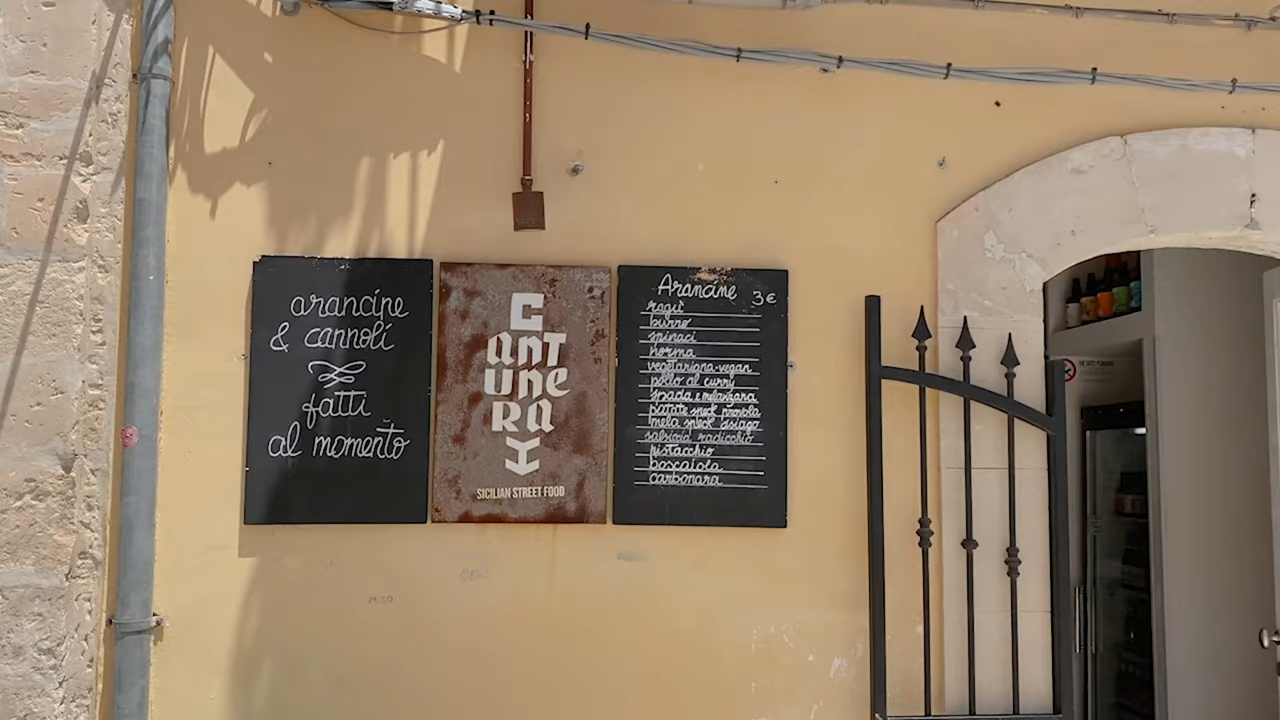 arancine
& cannoli
fatti
al momento
C
ANT
UNE
RA
I
SICILIAN STREET FOOD
Arancine 3€
ragù
burro
spinaci
norma
vegetariana-vegan
pollo al curry
spada e melanzana
patate speck provola
mela speck asiago
salsiccia radicchio
pistacchio
boscaiola
carbonara